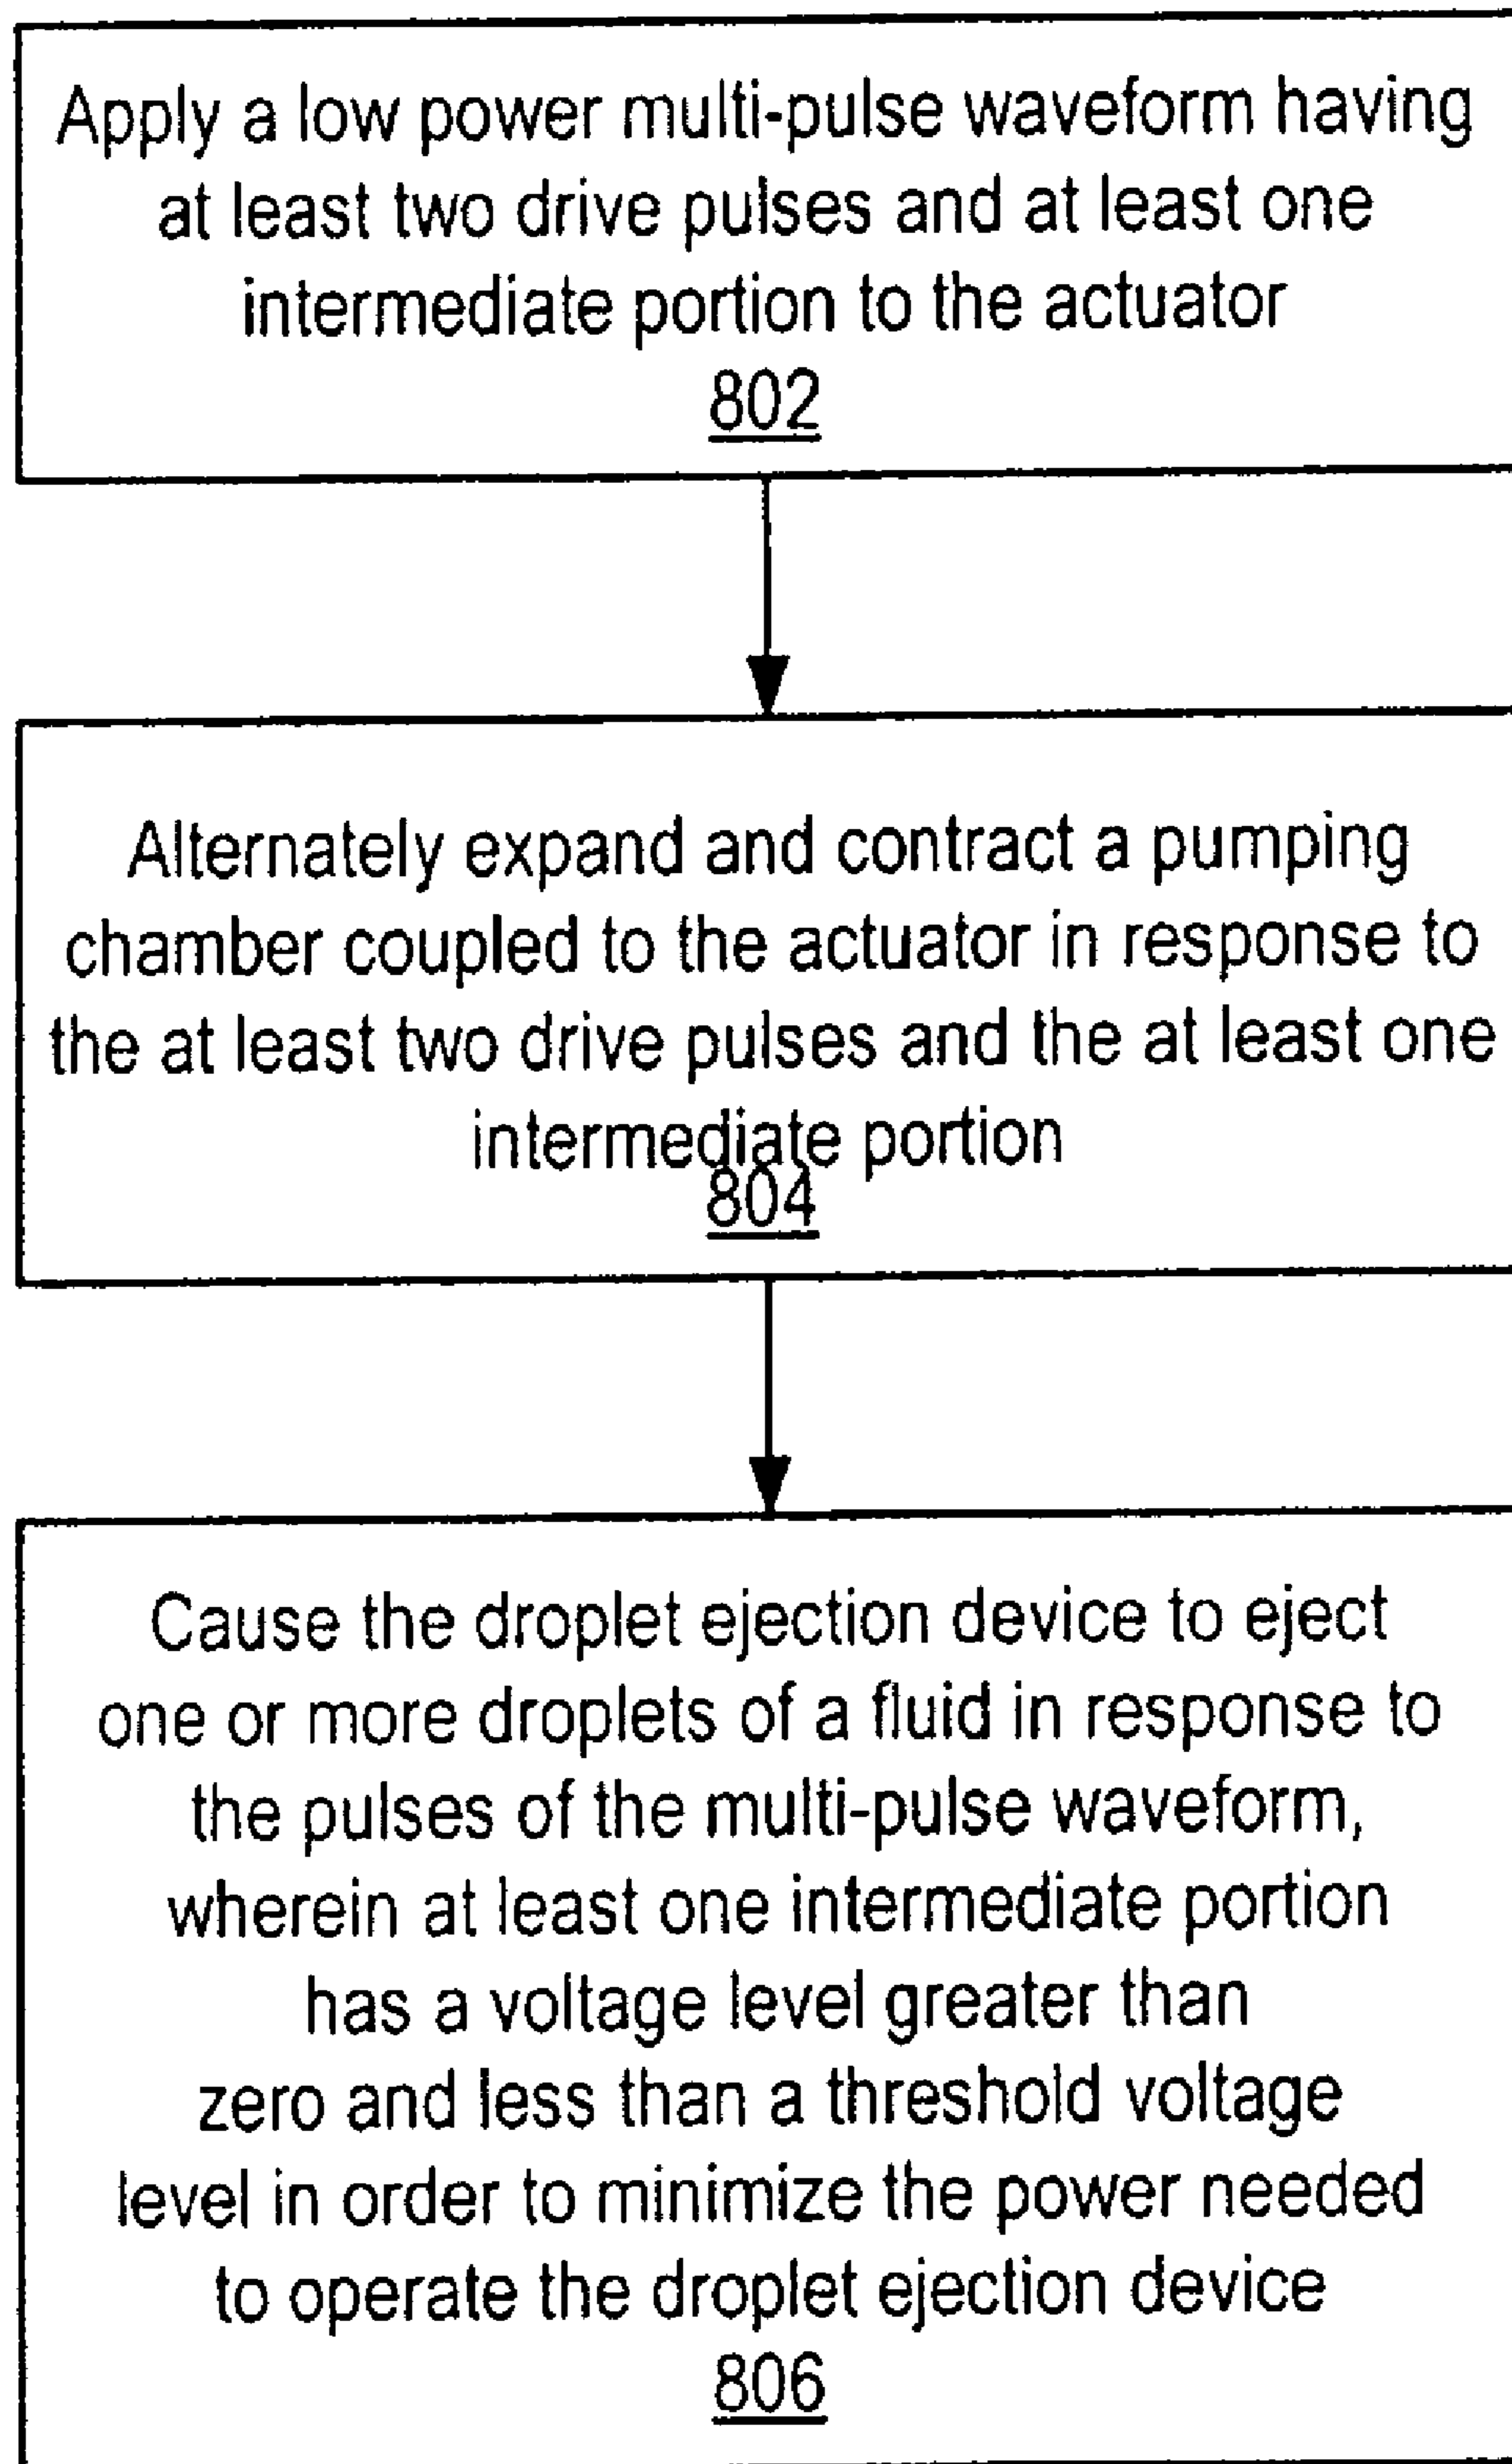 Apply a low power multi-pulse waveform having
at least two drive pulses and at least one
intermediate portion to the actuator
802
Alternately expand and contract a pumping
chamber coupled to the actuator in response to
the at least two drive pulses and the at least one
intermediate portion
804
Cause the droplet ejection device to eject
one or more droplets of a fluid in response to
the pulses of the multi-pulse waveform,
wherein at least one intermediate portion
has a voltage level greater than
zero and less than a threshold voltage
level in order to minimize the power needed
to operate the droplet ejection device
806